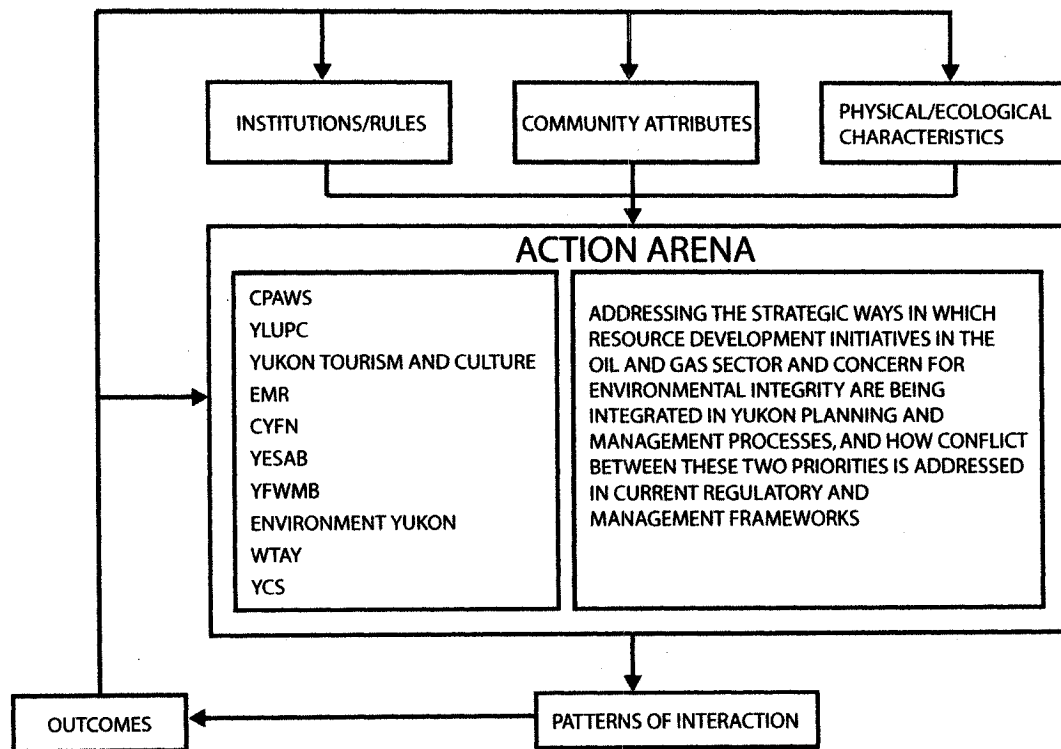 INSTITUTIONS/RULES
COMMUNITY ATTRIBUTES
PHYSICAL/ECOLOGICAL
CHARACTERISTICS
ACTION ARENA
CPAWS
YLUPC
YUKON TOURISM AND CULTURE
EMR
CYFN
YESAB
YFWMB
ENVIRONMENT YUKON
WTAY
YCS
ADDRESSING THE STRATEGIC WAYS IN WHICH
RESOURCE DEVELOPMENT INITIATIVES IN THE
OIL AND GAS SECTOR AND CONCERN FOR
ENVIRONMENTAL INTEGRITY ARE BEING
INTEGRATED IN YUKON PLANNING AND
MANAGEMENT PROCESSES, AND HOW CONFLICT
BETWEEN THESE TWO PRIORITIES IS ADDRESSED
IN CURRENT REGULATORY AND
MANAGEMENT FRAMEWORKS
OUTCOMES
PATTERNS OF INTERACTION